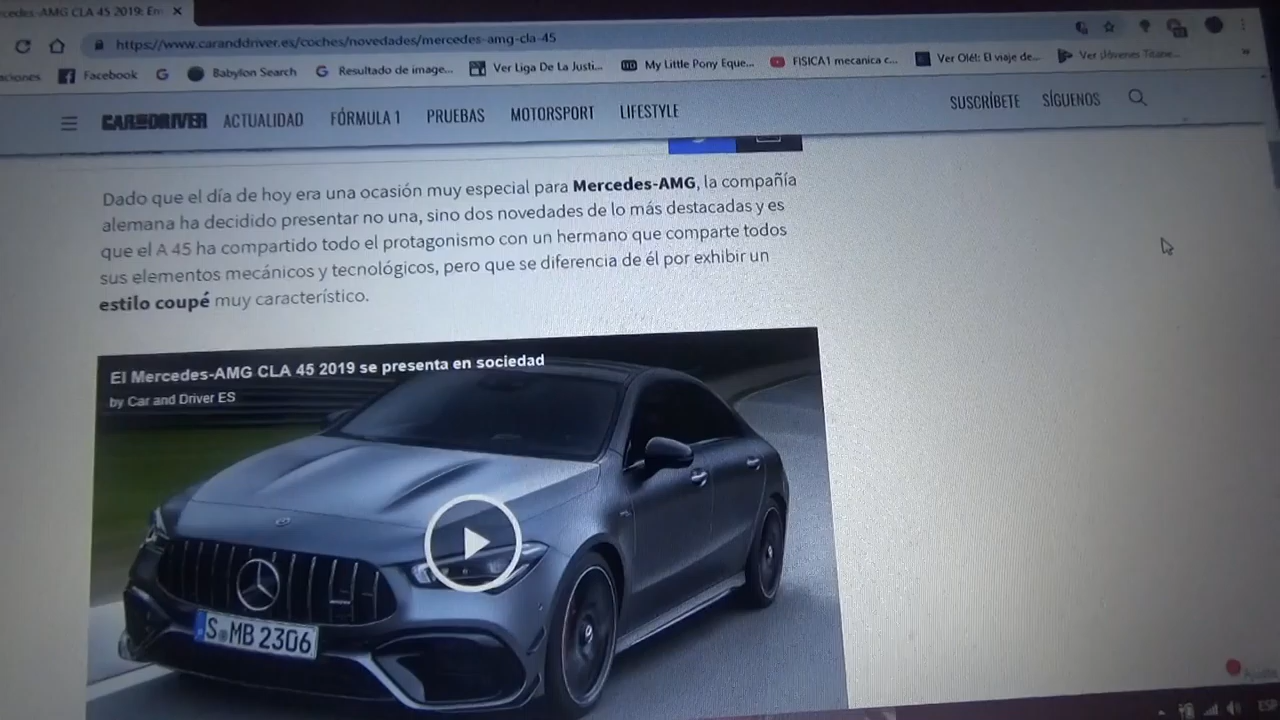 cedes-AMG CLA 45 2019: En
https://www.caranddriver.es/coches/novedades/mercedes-amg-cla-45
aciones Facebook Babylon Search Resultado de image... Ver Liga De La Justi... My Little Pony Eque... FISICA1 mecanica c... Ver Olé!: El viaje de... Ver Jóvenes Titane...
CAR AND DRIVER ACTUALIDAD FÓRMULA 1 PRUEBAS MOTORSPORT LIFESTYLE SUSCRÍBETE SÍGUENOS
Dado que el día de hoy era una ocasión muy especial para Mercedes-AMG, la compañía
alemana ha decidido presentar no una, sino dos novedades de lo más destacadas y es
que el A 45 ha compartido todo el protagonismo con un hermano que comparte todos
sus elementos mecánicos y tecnológicos, pero que se diferencia de él por exhibir un
estilo coupé muy característico.
El Mercedes-AMG CLA 45 2019 se presenta en sociedad
by Car and Driver ES
S MB 2306
ESP